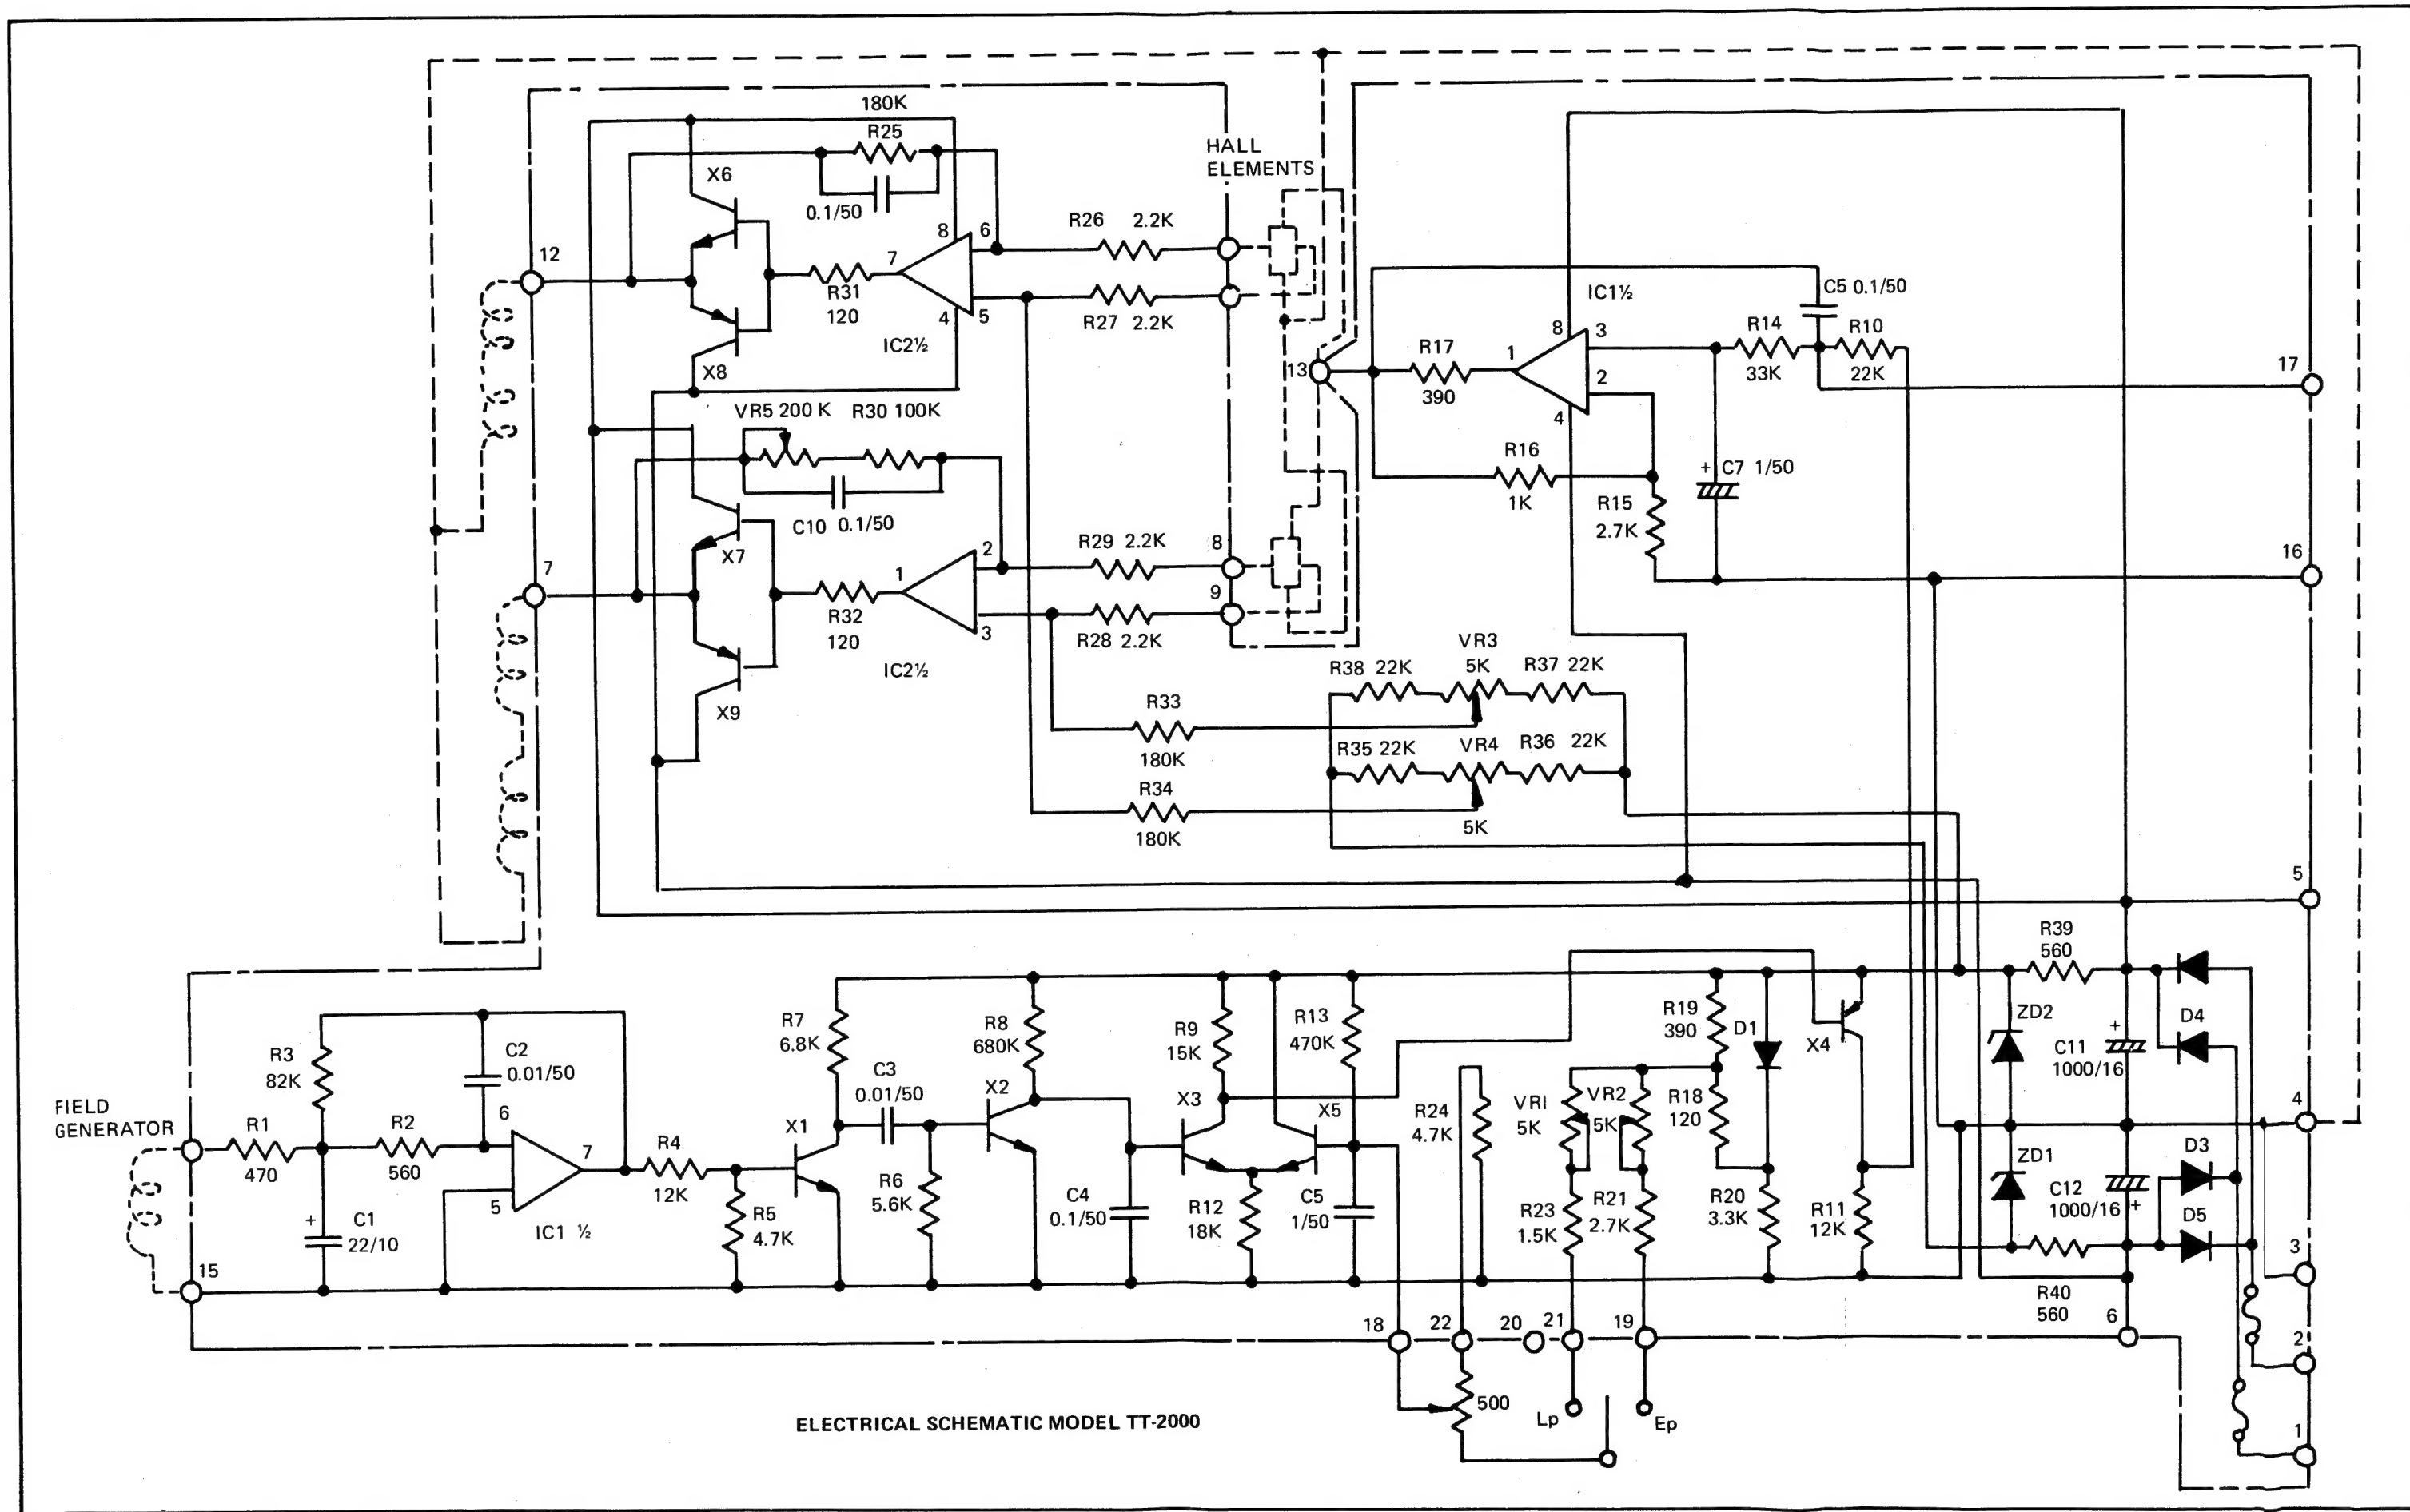 180K
R25
X6
0.1/50
8
6
7
R31
120
4
5
IC2½
X8
12
HALL
ELEMENTS
R26 2.2K
R27 2.2K
13
R17
390
1
8
3
2
4
IC1½
C5 0.1/50
R14
33K
R10
22K
17
VR5 200 K R30 100K
C10 0.1/50
X7
R16
1K
R15
2.7K
+ C7 1/50
16
7
R29 2.2K
8
2
1
R32
120
3
9
R28 2.2K
IC2½
X9
R38 22K
VR3
5K
R37 22K
R33
180K
R35 22K
VR4
R36 22K
R34
180K
5K
5
R39
560
R7
6.8K
R8
680K
R9
15K
R13
470K
R19
390
D1
X4
ZD2
+
C11
1000/16
D4
R3
82K
C2
0.01/50
C3
0.01/50
X2
X3
X5
R24
4.7K
VR1
5K
VR2
5K
R18
120
4
FIELD
GENERATOR
R1
470
R2
560
6
7
5
IC1 ½
R4
12K
X1
R6
5.6K
ZD1
D3
+
C1
22/10
R5
4.7K
C4
0.1/50
R12
18K
C5
1/50
R23
1.5K
R21
2.7K
R20
3.3K
R11
12K
C12
1000/16
+
D5
3
15
R40
560
6
18
22
20
21
19
2
500
Lp
Ep
1
ELECTRICAL SCHEMATIC MODEL TT-2000